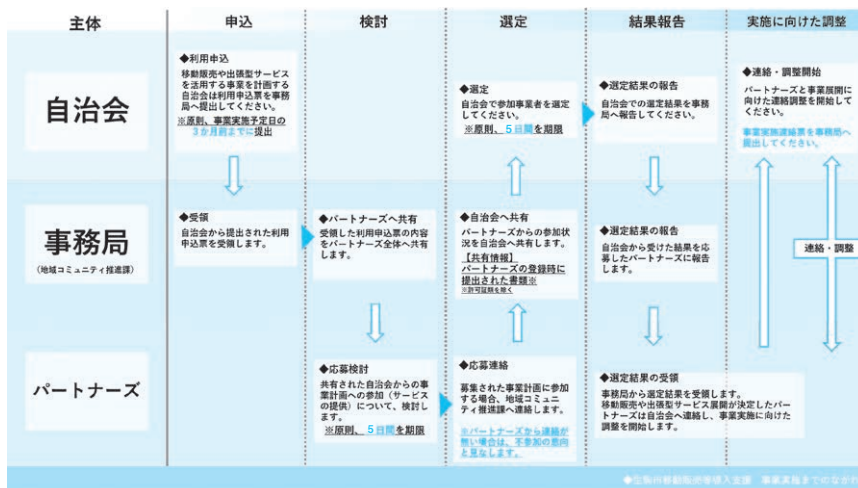 主体
申込
検討
選定
結果報告
実施に向けた調整
自治会
◆利用申込
移動販売や出張型サービス
を活用する事業を計画する
自治会は利用申込票を事務
局へ提出してください。
※原則、事業実施予定日の
3か月前までに提出
◆選定
自治会で参加事業者を選定
してください。
※原則、5日間を期限
◆選定結果の報告
自治会での選定結果を事務
局へ報告してください。
◆連絡・調整開始
パートナーズと事業展開に
向けた連絡調整を開始して
ください。
事業実施連絡票を事務局へ
提出してください。
事務局
(地域コミュニティ推進課)
◆受領
自治会から提出された利用
申込票を受領します。
◆パートナーズへ共有
受領した利用申込票の内容
をパートナーズ全体へ共有
します。
◆自治会へ共有
パートナーズからの参加状
況を自治会へ共有します。
【共有情報】
パートナーズの登録時に
提出された書類※
※許可証類を除く
◆選定結果の報告
自治会から受けた結果を応
募したパートナーズに報告
します。
連絡・調整
パートナーズ
◆応募検討
共有された自治会からの事
業計画への参加(サービス
の提供)について、検討しま
す。
※原則、5日間を期限
◆応募連絡
募集された事業計画に参加
する場合、地域コミュニ
ティ推進課へ連絡します。
※パートナーズから連絡が
無い場合は、不参加の意向
と見なします。
◆選定結果の受領
事務局から選定結果を受領します。
移動販売や出張型サービス展開が決定したパー
トナーズは自治会へ連絡し、事業実施に向けた
調整を開始します。
◆生駒市移動販売等導入支援 事業実施までのながれ